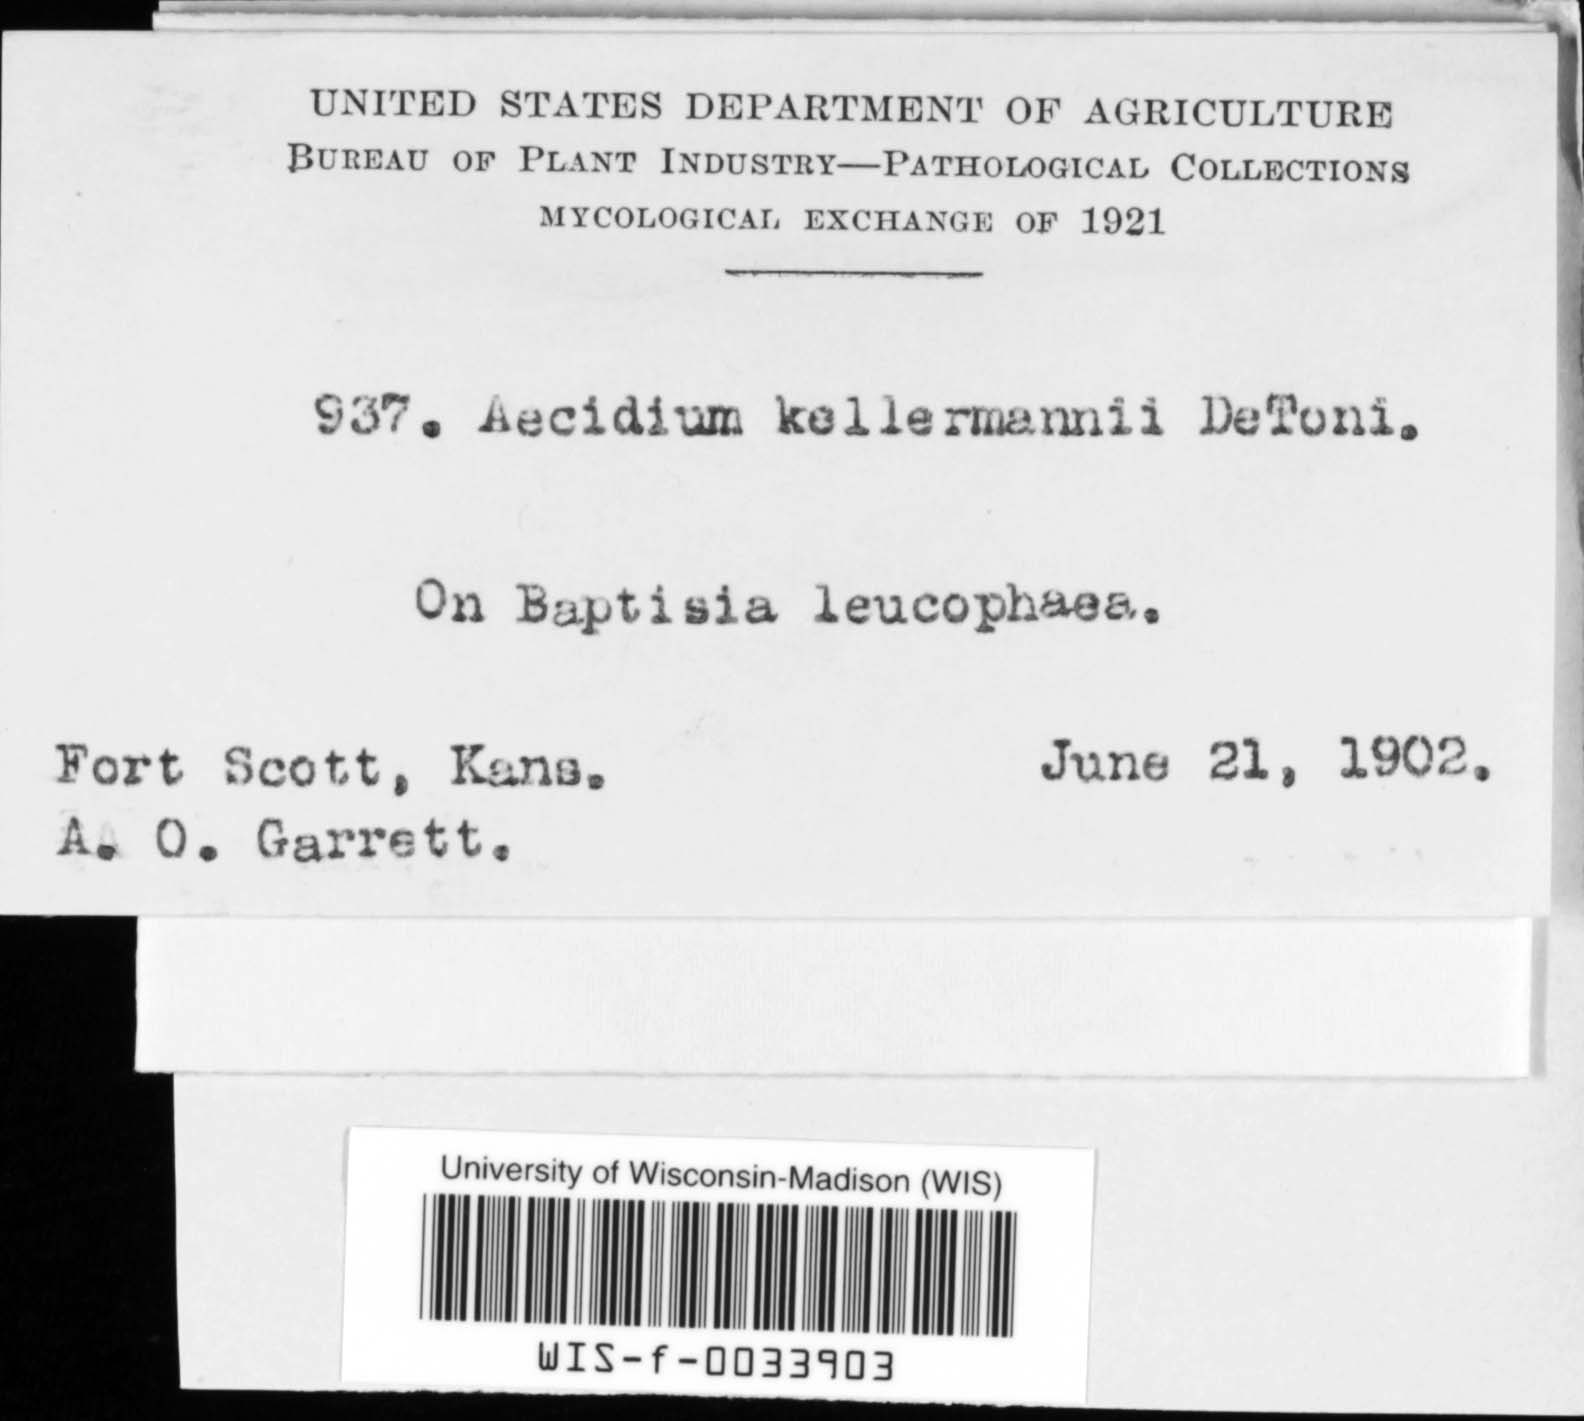 UNITED STATES DEPARTMENT OF AGRICULTURE
BUREAU OF PLANT INDUSTRY—PATHOLOGICAL COLLECTIONS
MYCOLOGICAL EXCHANGE OF 1921
937. Aecidium kellermannii DeToni.
On Baptisia leucophaea.
Fort Scott, Kans. June 21, 1902.
A. O. Garrett.
University of Wisconsin-Madison (WIS)
WIS-f-0033903